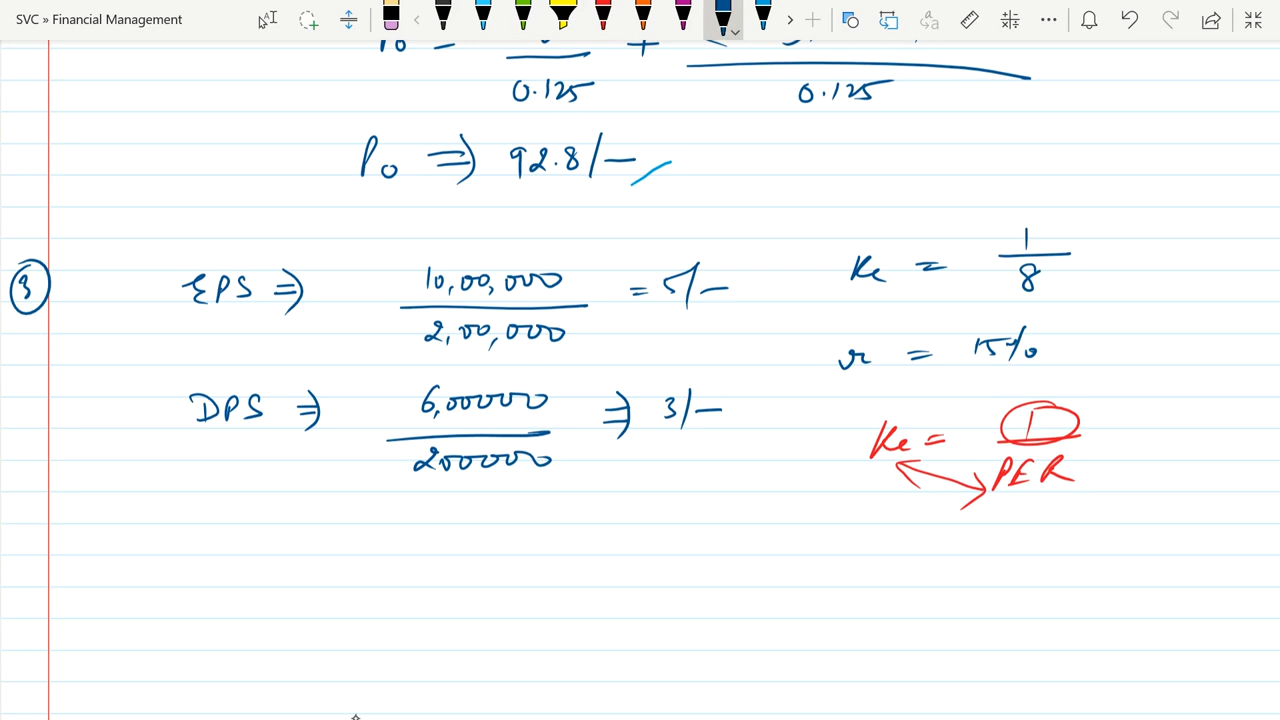 SVC » Financial Management
P₀ = +
0.125 0.125
P₀ ⇒ 92.8/-
3
EPS ⇒ 10,00,000 / 2,00,000 = 5/-
Ke = 1/8
r = 15%
DPS ⇒ 6,00000 / 200000 ⇒ 3/-
Ke = 1 / PER